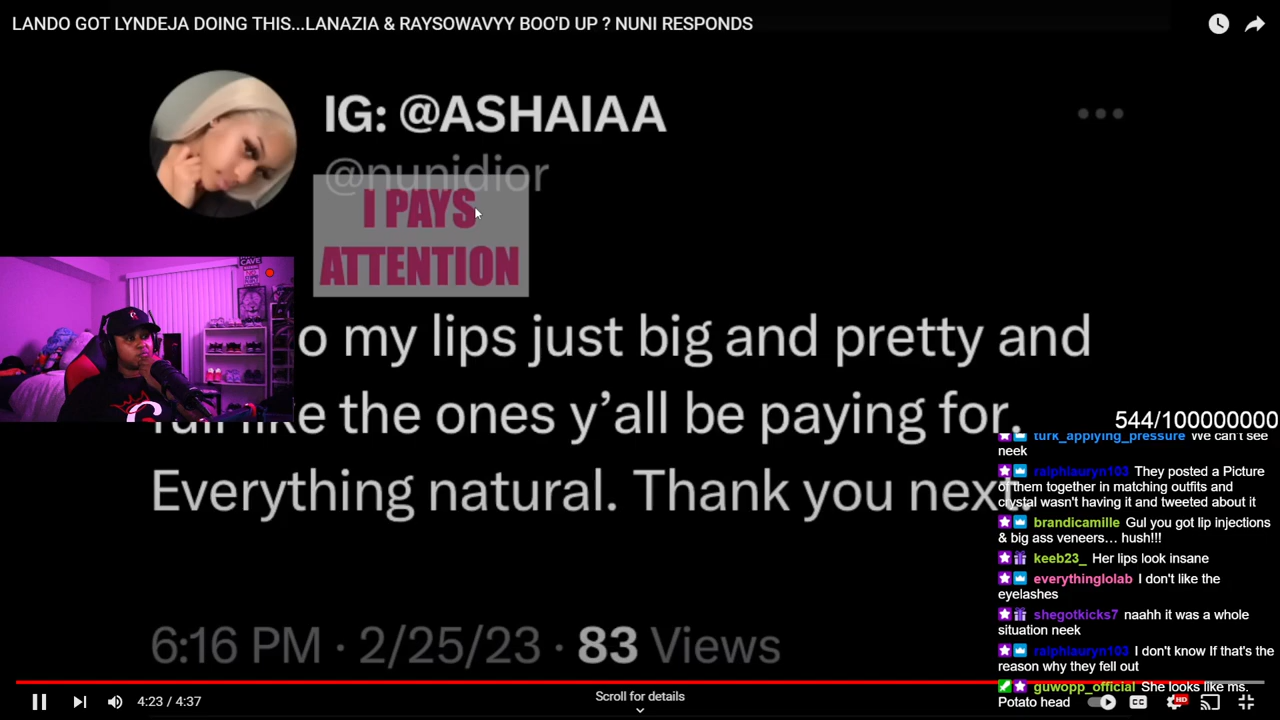 LANDO GOT LYNDEJA DOING THIS...LANAZIA & RAYSOWAVYY BOO'D UP ? NUNI RESPONDS
IG: @ASHAIAA
@nunidior
I PAYS
ATTENTION
CAVE
o my lips just big and pretty and
full like the ones y'all be paying for.
Everything natural. Thank you next.
6:16 PM · 2/25/23 · 83 Views
544/100000000
turk_applying_pressure We can't see
neek
ralphlauryn103 They posted a Picture
of them together in matching outfits and
crystal wasn't having it and tweeted about it
brandicamille Gul you got lip injections
& big ass veneers... hush!!!
keeb23_ Her lips look insane
everythinglolab I don't like the
eyelashes
shegotkicks7 naahh it was a whole
situation neek
ralphlauryn103 I don't know If that's the
reason why they fell out
guwopp_official She looks like ms.
Potato head
4:23 / 4:37
Scroll for details
CC
HD